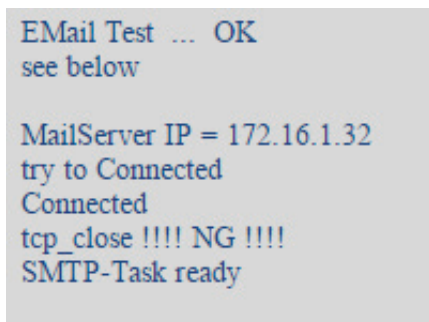 EMail Test ... OK
see below
MailServer IP = 172.16.1.32
try to Connected
Connected
tcp_close !!!! NG !!!!
SMTP-Task ready